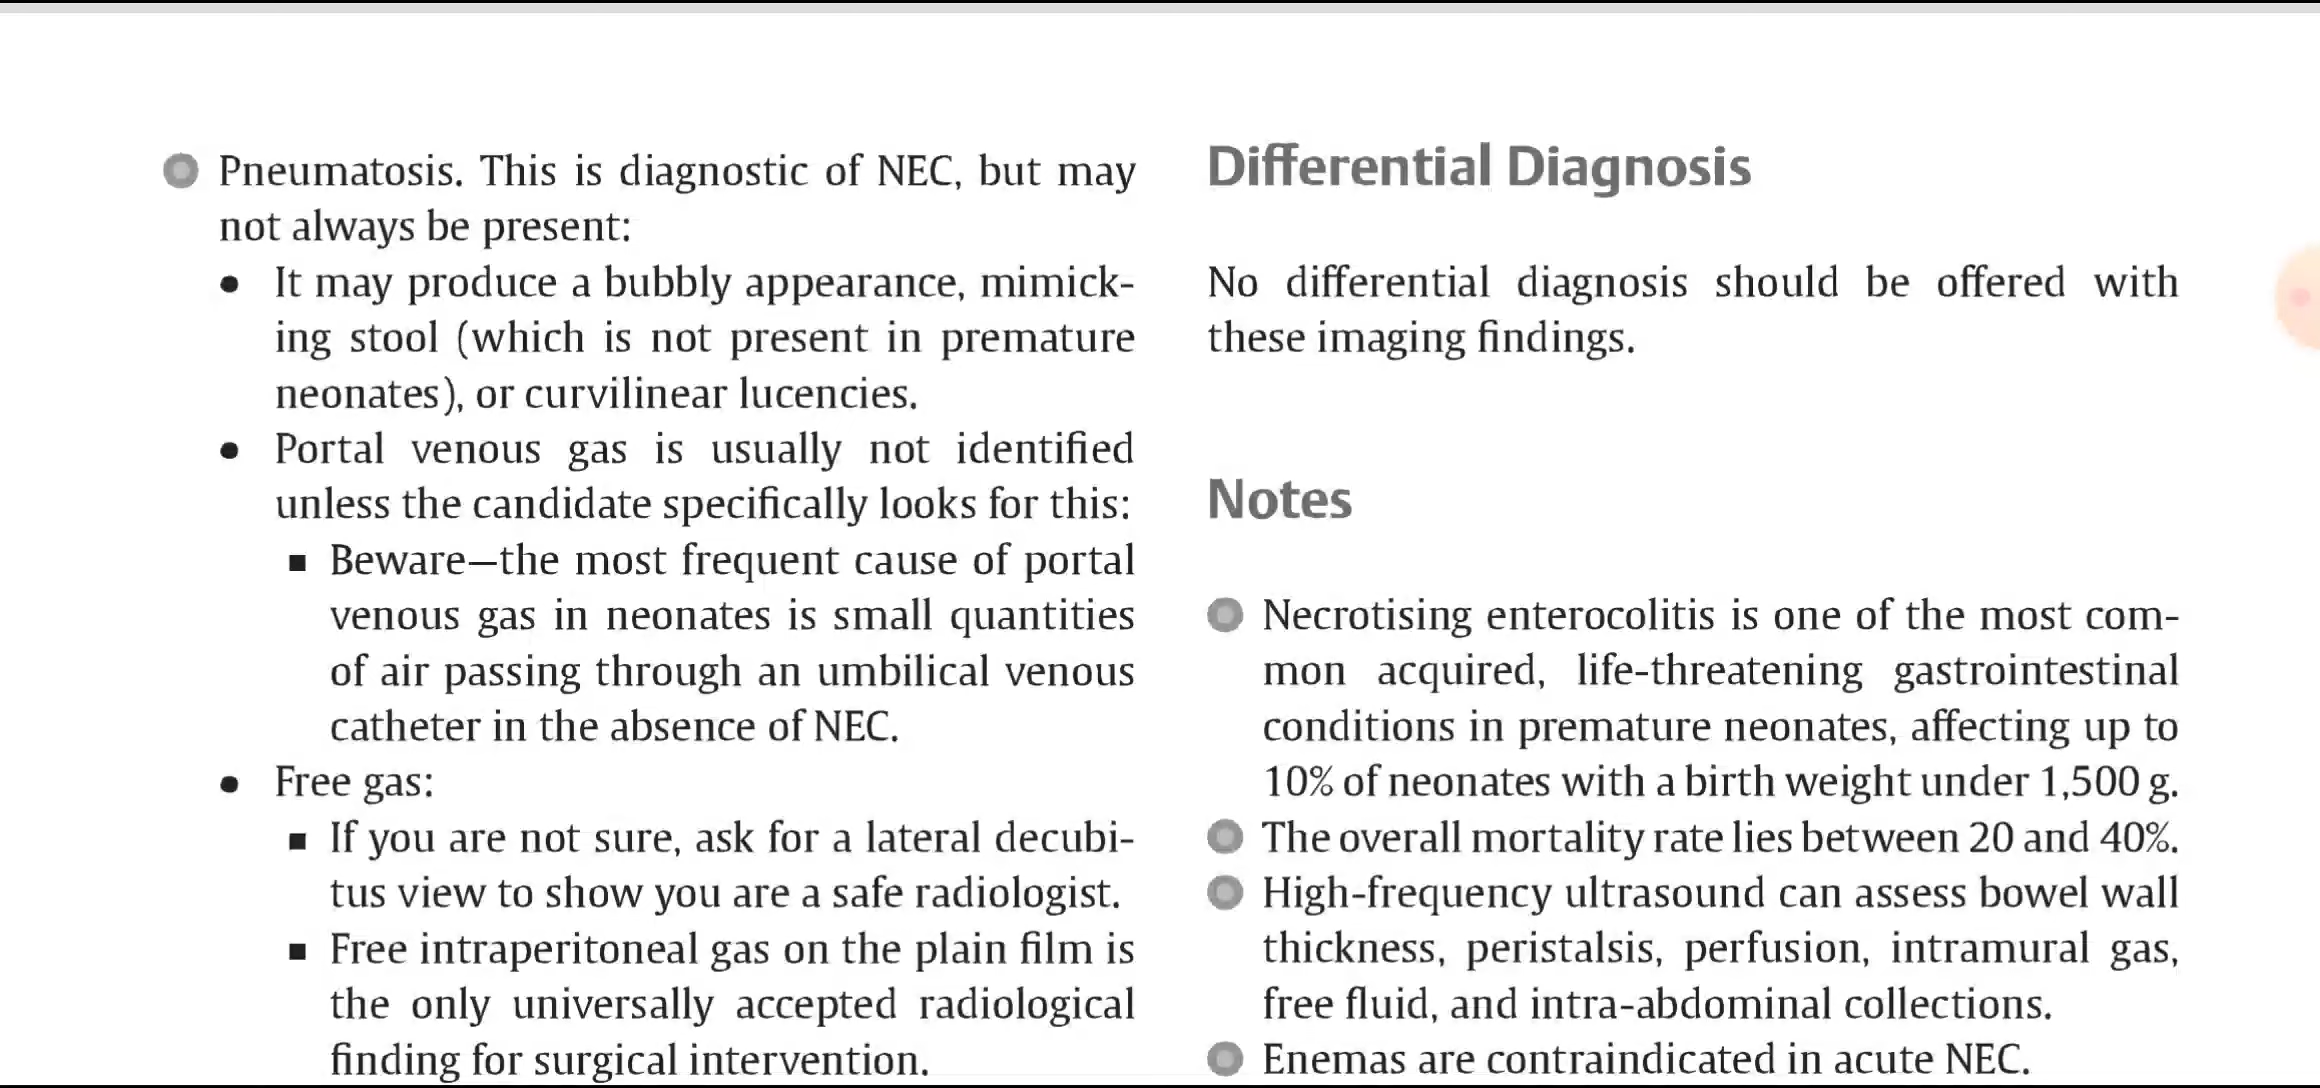 Pneumatosis. This is diagnostic of NEC, but may
not always be present:
• It may produce a bubbly appearance, mimick-
ing stool (which is not present in premature
neonates), or curvilinear lucencies.
• Portal venous gas is usually not identified
unless the candidate specifically looks for this:
▪ Beware—the most frequent cause of portal
venous gas in neonates is small quantities
of air passing through an umbilical venous
catheter in the absence of NEC.
• Free gas:
▪ If you are not sure, ask for a lateral decubi-
tus view to show you are a safe radiologist.
▪ Free intraperitoneal gas on the plain film is
the only universally accepted radiological
finding for surgical intervention.
Differential Diagnosis
No differential diagnosis should be offered with
these imaging findings.
Notes
Necrotising enterocolitis is one of the most com-
mon acquired, life-threatening gastrointestinal
conditions in premature neonates, affecting up to
10% of neonates with a birth weight under 1,500 g.
The overall mortality rate lies between 20 and 40%.
High-frequency ultrasound can assess bowel wall
thickness, peristalsis, perfusion, intramural gas,
free fluid, and intra-abdominal collections.
Enemas are contraindicated in acute NEC.